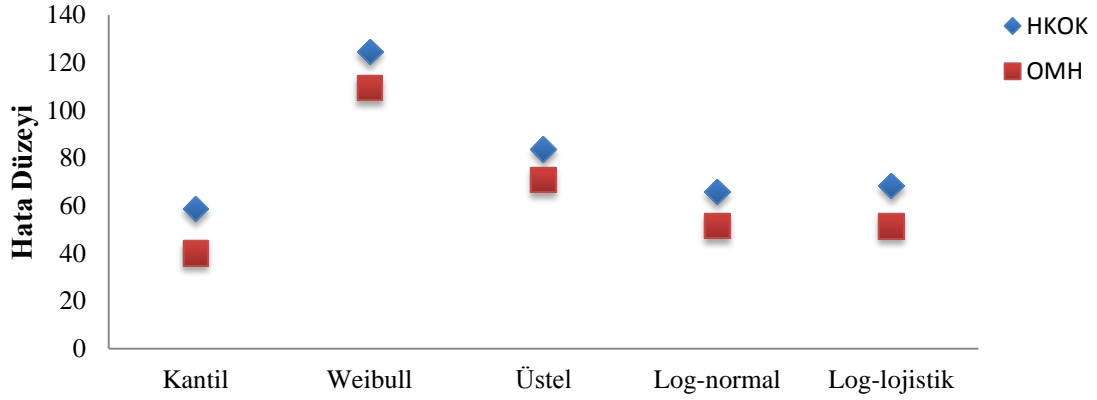 140
120
100
80
60
40
20
0
Hata Düzeyi
Kantil
Weibull
Üstel
Log-normal
Log-lojistik
HKOK
OMH